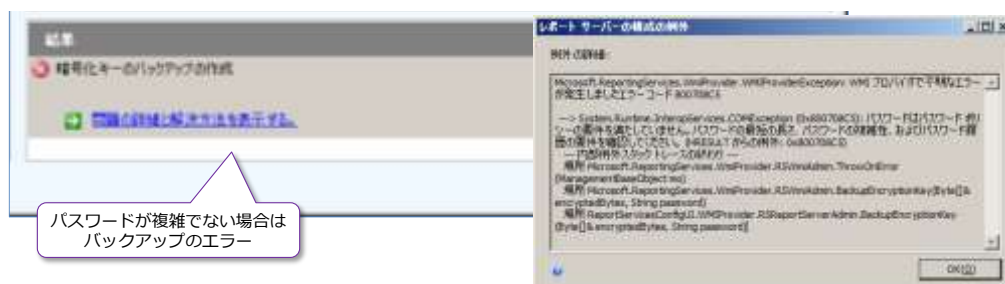 結果
暗号化キーのバックアップの作成
問題の詳細と解決方法を表示する。
パスワードが複雑でない場合は
バックアップのエラー
レポート サーバーの構成の例外
例外の詳細:
Microsoft.ReportingServices.WmiProvider.WMIProviderException: WMI プロバイダで不明なエラー
が発生しましたエラー コード 800708C5
---> System.Runtime.InteropServices.COMException (0x800708C5): パスワードはパスワード ポリ
シーの要件を満たしていません。パスワードの最短の長さ、パスワードの複雑性、およびパスワード履
歴の要件を確認してください。 (HRESULT からの例外: 0x800708C5)
--- 内部例外スタック トレースの終わり ---
場所 Microsoft.ReportingServices.WmiProvider.RSWmiAdmin.ThrowOnError
(ManagementBaseObject mo)
場所 Microsoft.ReportingServices.WmiProvider.RSWmiAdmin.BackupEncryptionKey(Byte[]&
encryptedBytes, String password)
場所 ReportServicesConfigUI.WMIProvider.RSReportServerAdmin.BackupEncryptionKey
(Byte[]& encryptedBytes, String password)
OK(O)